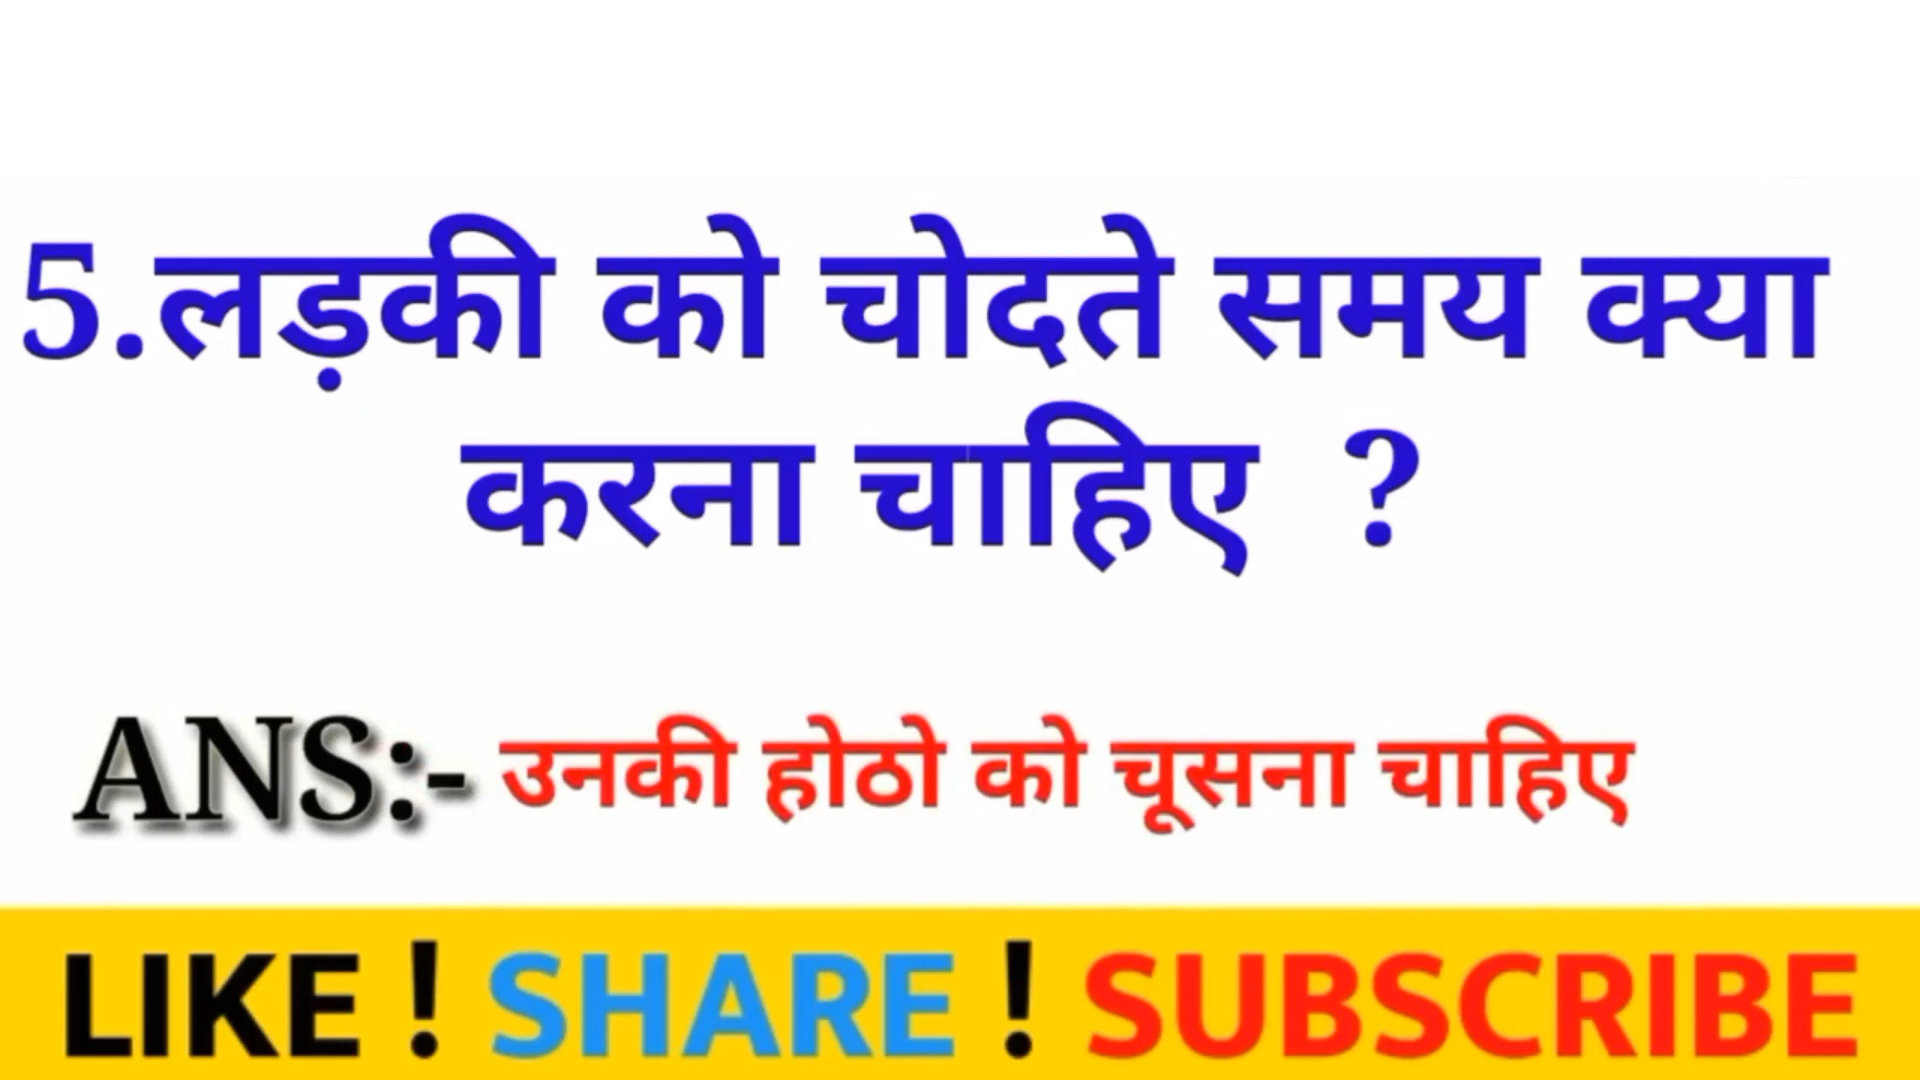 5.लड़की को चोदते समय क्या
करना चाहिए ?
ANS:- उनकी होठो को चूसना चाहिए
LIKE ! SHARE ! SUBSCRIBE